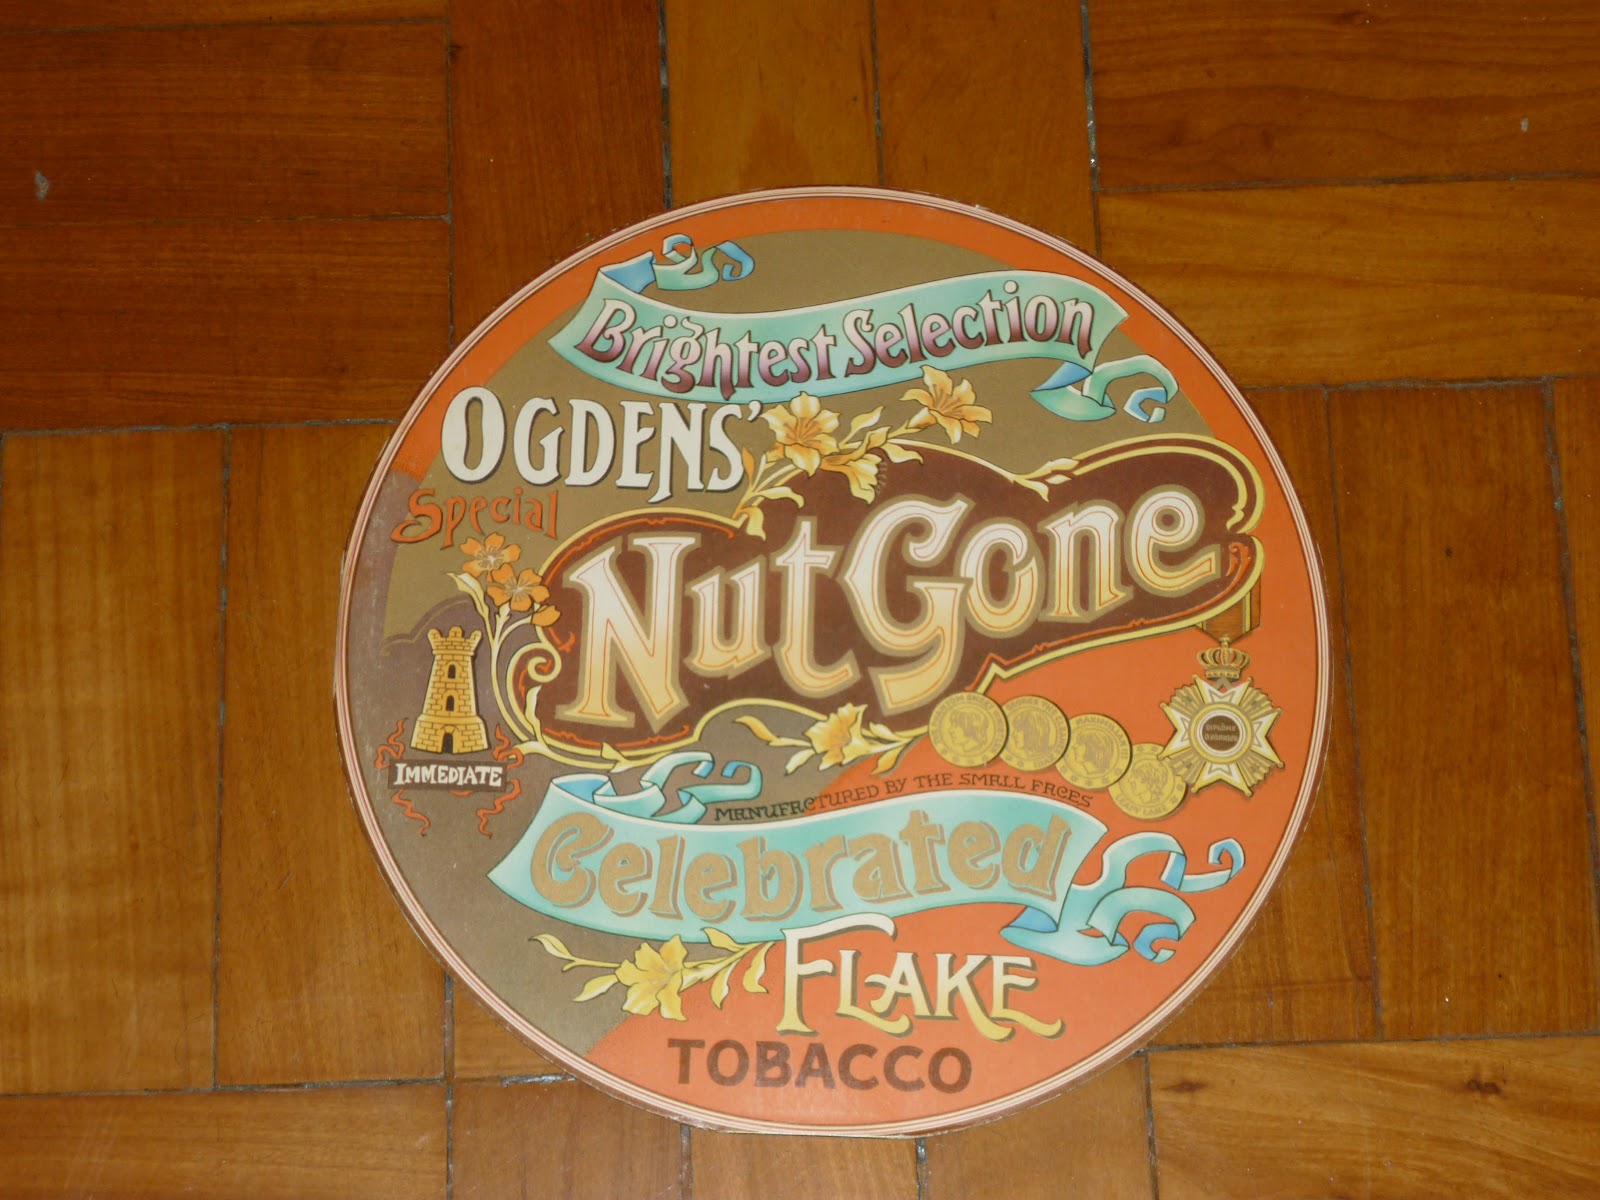 Brightest Selection
OGDENS'
Special
Nut Gone
IMMEDIATE
MANUFACTURED BY THE SMALL FACES
Celebrated
FLAKE
TOBACCO